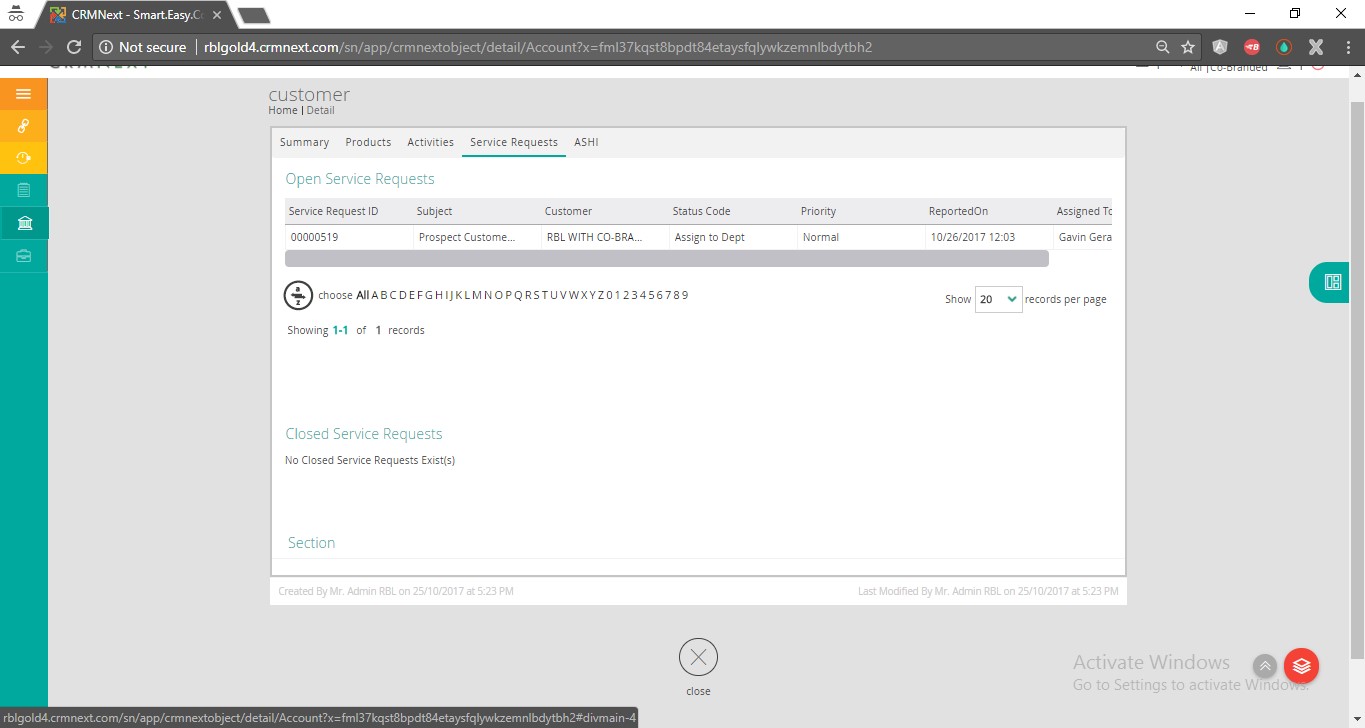 CRMNext - Smart.Easy.C
Not secure rblgold4.crmnext.com/sn/app/crmnextobject/detail/Account?x=fml37kqst8bpdt84etaysfqlywkzemnlbdytbh2
All |Co-Branded
customer
Home | Detail
Summary Products Activities Service Requests ASHI
Open Service Requests
Service Request ID Subject Customer Status Code Priority ReportedOn Assigned To
00000519 Prospect Custome... RBL WITH CO-BRA... Assign to Dept Normal 10/26/2017 12:03 Gavin Gera
a z choose All A B C D E F G H I J K L M N O P Q R S T U V W X Y Z 0 1 2 3 4 5 6 7 8 9 Show 20 records per page
Showing 1-1 of 1 records
Closed Service Requests
No Closed Service Requests Exist(s)
Section
Created By Mr. Admin RBL on 25/10/2017 at 5:23 PM Last Modified By Mr. Admin RBL on 25/10/2017 at 5:23 PM
close
Activate Windows
Go to Settings to activate Windows.
rblgold4.crmnext.com/sn/app/crmnextobject/detail/Account?x=fml37kqst8bpdt84etaysfqlywkzemnlbdytbh2#divmain-4